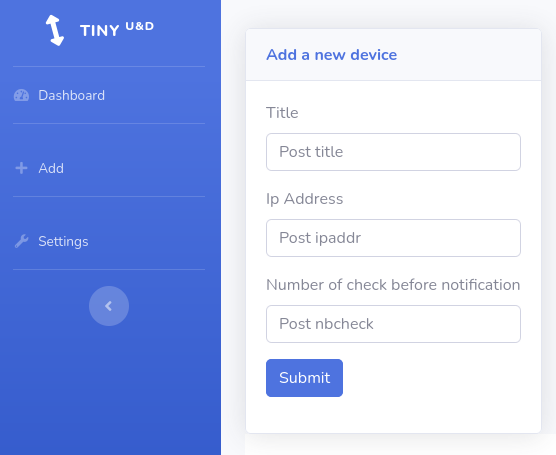 TINY U&D
Dashboard
Add
Settings
Add a new device
Title
Post title
Ip Address
Post ipaddr
Number of check before notification
Post nbcheck
Submit